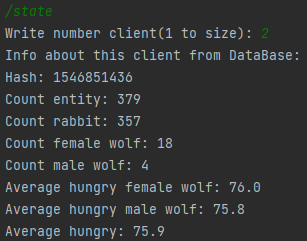 /state
Write number client(1 to size): 2
Info about this client from DataBase:
Hash: 1546851436
Count entity: 379
Count rabbit: 357
Count female wolf: 18
Count male wolf: 4
Average hungry female wolf: 76.0
Average hungry male wolf: 75.8
Average hungry: 75.9